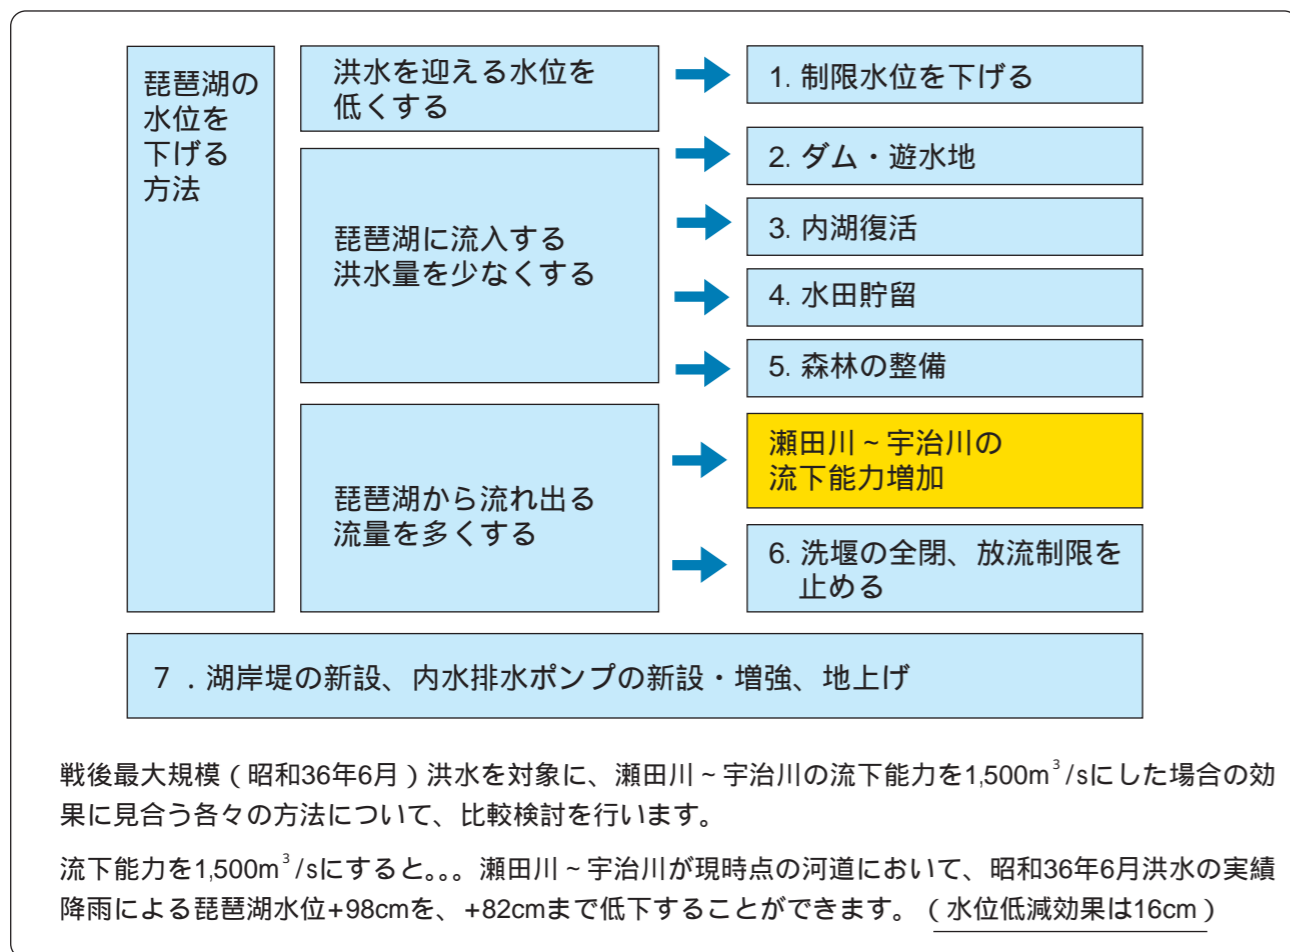 琵琶湖の
水位を
下げる
方法
洪水を迎える水位を
低くする
1. 制限水位を下げる
琵琶湖に流入する
洪水量を少なくする
2. ダム・遊水地
3. 内湖復活
4. 水田貯留
5. 森林の整備
琵琶湖から流れ出る
流量を多くする
瀬田川~宇治川の
流下能力増加
6. 洗堰の全閉、放流制限を
止める
7 . 湖岸堤の新設、内水排水ポンプの新設・増強、地上げ
戦後最大規模(昭和36年6月)洪水を対象に、瀬田川~宇治川の流下能力を1,500m³/sにした場合の効
果に見合う各々の方法について、比較検討を行います。
流下能力を1,500m³/sにすると。。。瀬田川~宇治川が現時点の河道において、昭和36年6月洪水の実績
降雨による琵琶湖水位+98cmを、+82cmまで低下することができます。(水位低減効果は16cm)